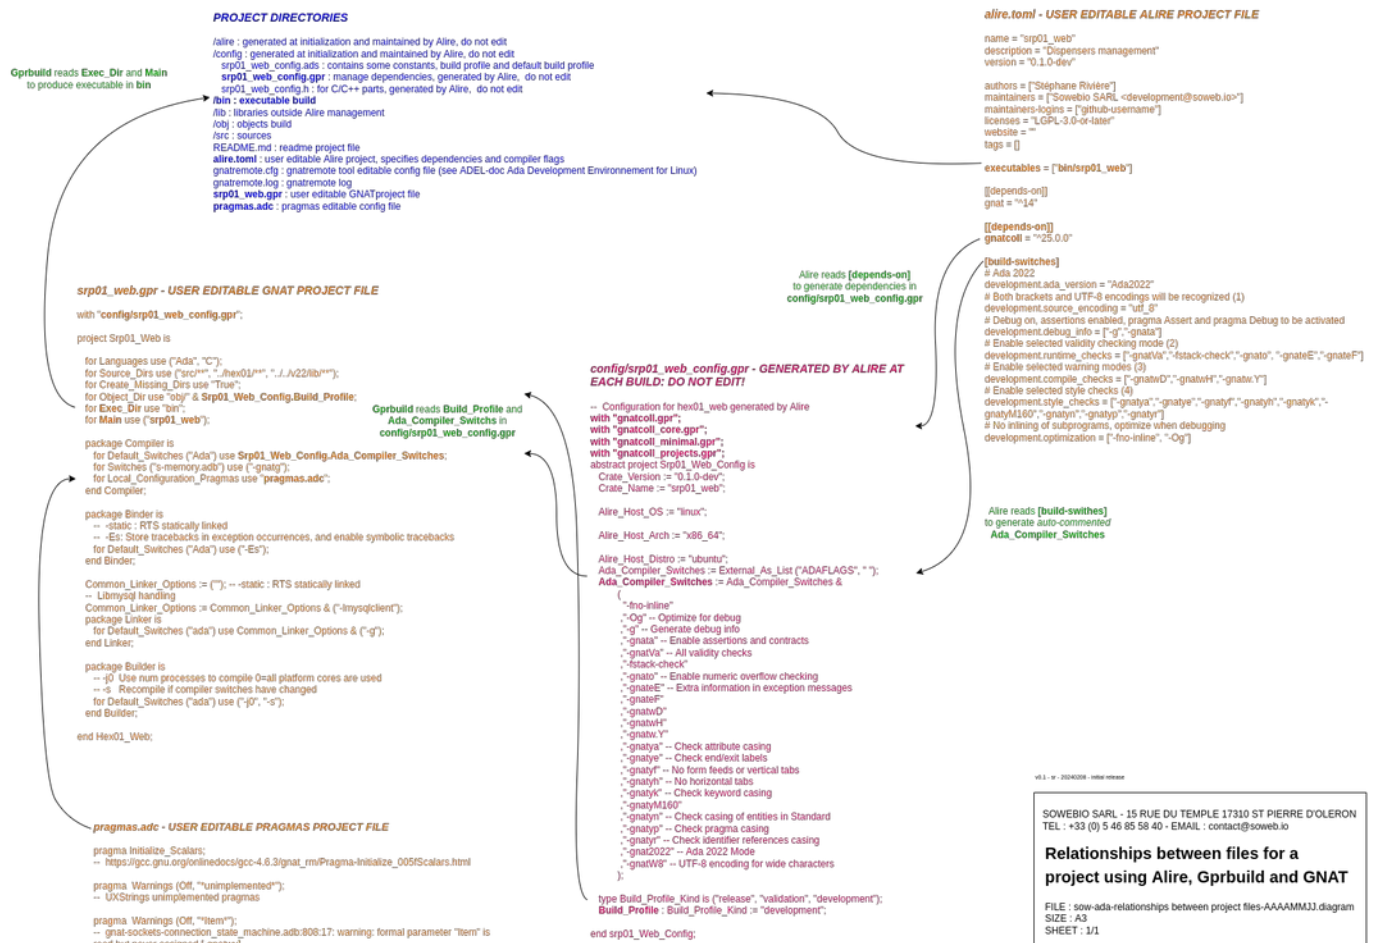 PROJECT DIRECTORIES
/alire : generated at initialization and maintained by Alire, do not edit
/config : generated at initialization and maintained by Alire, do not edit
srp01_web_config.ads : contains some constants, build profile and default build profile
srp01_web_config.gpr : manage dependencies, generated by Alire, do not edit
srp01_web_config.h : for C/C++ parts, generated by Alire, do not edit
/bin : executable build
/lib : libraries outside Alire management
/obj : objects build
/src : sources
README.md : readme project file
alire.toml : user editable Alire project, specifies dependencies and compiler flags
gnatremote.cfg : gnatremote tool editable config file (see ADEL-doc Ada Development Environnement for Linux)
gnatremote.log : gnatremote log
srp01_web.gpr : user editable GNATproject file
pragmas.adc : pragmas editable config file
Gprbuild reads Exec_Dir and Main
to produce executable in bin
alire.toml - USER EDITABLE ALIRE PROJECT FILE
name = "srp01_web"
description = "Dispensers management"
version = "0.1.0-dev"
authors = ["Stéphane Rivière"]
maintainers = ["Sowebio SARL <development@soweb.io>"]
maintainers-logins = ["github-username"]
licenses = "LGPL-3.0-or-later"
website = ""
tags = []
executables = ["bin/srp01_web"]
[[depends-on]]
gnat = "^14"
[[depends-on]]
gnatcoll = "^25.0.0"
[build-switches]
# Ada 2022
development.ada_version = "Ada2022"
# Both brackets and UTF-8 encodings will be recognized (1)
development.source_encoding = "utf_8"
# Debug on, assertions enabled, pragma Assert and pragma Debug to be activated
development.debug_info = ["-g","-gnata"]
# Enable selected validity checking mode (2)
development.runtime_checks = ["-gnatVa","-fstack-check","-gnato", "-gnateE","-gnateF"]
# Enable selected warning modes (3)
development.compile_checks = ["-gnatwD","-gnatwH","-gnatw.Y"]
# Enable selected style checks (4)
development.style_checks = ["-gnatya","-gnatye","-gnatyf","-gnatyh","-gnatyk","-
gnatyM160","-gnatyn","-gnatyp","-gnatyr"]
# No inlining of subprograms, optimize when debugging
development.optimization = ["-fno-inline", "-Og"]
Alire reads [depends-on]
to generate dependencies in
config/srp01_web_config.gpr
srp01_web.gpr - USER EDITABLE GNAT PROJECT FILE
with "config/srp01_web_config.gpr";
project Srp01_Web is
for Languages use ("Ada", "C");
for Source_Dirs use ("src/**", "../hex01/**", "../../v22/lib/**");
for Create_Missing_Dirs use "True";
for Object_Dir use "obj/" & Srp01_Web_Config.Build_Profile;
for Exec_Dir use "bin";
for Main use ("srp01_web");
package Compiler is
for Default_Switches ("Ada") use Srp01_Web_Config.Ada_Compiler_Switches;
for Switches ("s-memory.adb") use ("-gnatg");
for Local_Configuration_Pragmas use "pragmas.adc";
end Compiler;
package Binder is
-- -static : RTS statically linked
-- -Es: Store tracebacks in exception occurrences, and enable symbolic tracebacks
for Default_Switches ("Ada") use ("-Es");
end Binder;
Common_Linker_Options := (""); -- -static : RTS statically linked
-- Libmysql handling
Common_Linker_Options := Common_Linker_Options & ("-lmysqlclient");
package Linker is
for Default_Switches ("ada") use Common_Linker_Options & ("-g");
end Linker;
package Builder is
-- -j0 Use num processes to compile 0=all platform cores are used
-- -s Recompile if compiler switches have changed
for Default_Switches ("ada") use ("-j0", "-s");
end Builder;
end Hex01_Web;
Gprbuild reads Build_Profile and
Ada_Compiler_Switchs in
config/srp01_web_config.gpr
config/srp01_web_config.gpr - GENERATED BY ALIRE AT
EACH BUILD: DO NOT EDIT!
-- Configuration for hex01_web generated by Alire
with "gnatcoll.gpr";
with "gnatcoll_core.gpr";
with "gnatcoll_minimal.gpr";
with "gnatcoll_projects.gpr";
abstract project Srp01_Web_Config is
Crate_Version := "0.1.0-dev";
Crate_Name := "srp01_web";
Alire_Host_OS := "linux";
Alire_Host_Arch := "x86_64";
Alire_Host_Distro := "ubuntu";
Ada_Compiler_Switches := External_As_List ("ADAFLAGS", " ");
Ada_Compiler_Switches := Ada_Compiler_Switches &
(
"-fno-inline"
,"-Og" -- Optimize for debug
,"-g" -- Generate debug info
,"-gnata" -- Enable assertions and contracts
,"-gnatVa" -- All validity checks
,"-fstack-check"
,"-gnato" -- Enable numeric overflow checking
,"-gnateE" -- Extra information in exception messages
,"-gnateF"
,"-gnatwD"
,"-gnatwH"
,"-gnatw.Y"
,"-gnatya" -- Check attribute casing
,"-gnatye" -- Check end/exit labels
,"-gnatyf" -- No form feeds or vertical tabs
,"-gnatyh" -- No horizontal tabs
,"-gnatyk" -- Check keyword casing
,"-gnatyM160"
,"-gnatyn" -- Check casing of entities in Standard
,"-gnatyp" -- Check pragma casing
,"-gnatyr" -- Check identifier references casing
,"-gnat2022" -- Ada 2022 Mode
,"-gnatW8" -- UTF-8 encoding for wide characters
);
type Build_Profile_Kind is ("release", "validation", "development");
Build_Profile : Build_Profile_Kind := "development";
end srp01_Web_Config;
Alire reads [build-swithes]
to generate auto-commented
Ada_Compiler_Switches
pragmas.adc - USER EDITABLE PRAGMAS PROJECT FILE
pragma Initialize_Scalars;
-- https://gcc.gnu.org/onlinedocs/gcc-4.6.3/gnat_rm/Pragma-Initialize_005fScalars.html
pragma Warnings (Off, "*unimplemented*");
-- UXStrings unimplemented pragmas
pragma Warnings (Off, "*Item*");
-- gnat-sockets-connection_state_machine.adb:808:17: warning: formal parameter "Item" is
v0.1 - sr - 20240208 - initial release
SOWEBIO SARL - 15 RUE DU TEMPLE 17310 ST PIERRE D'OLERON
TEL : +33 (0) 5 46 85 58 40 - EMAIL : contact@soweb.io
Relationships between files for a
project using Alire, Gprbuild and GNAT
FILE : sow-ada-relationships between project files-AAAAMMJJ.diagram
SIZE : A3
SHEET : 1/1